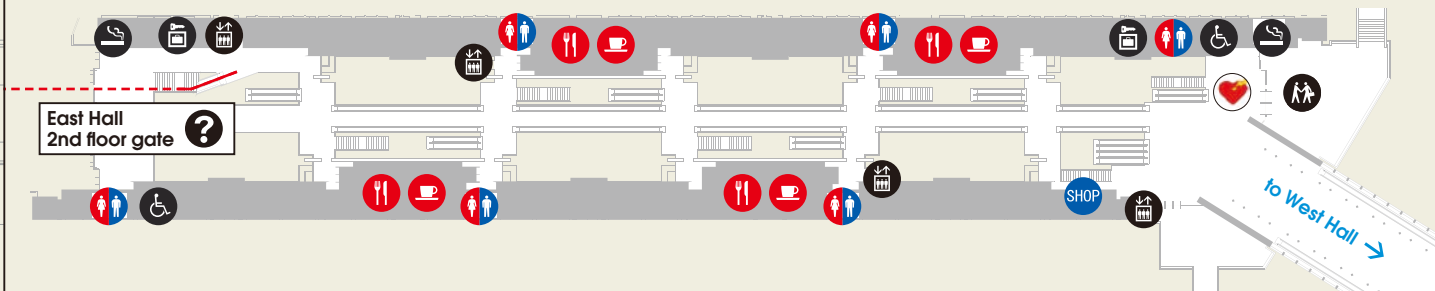 East Hall
2nd floor gate
?
SHOP
to West Hall →